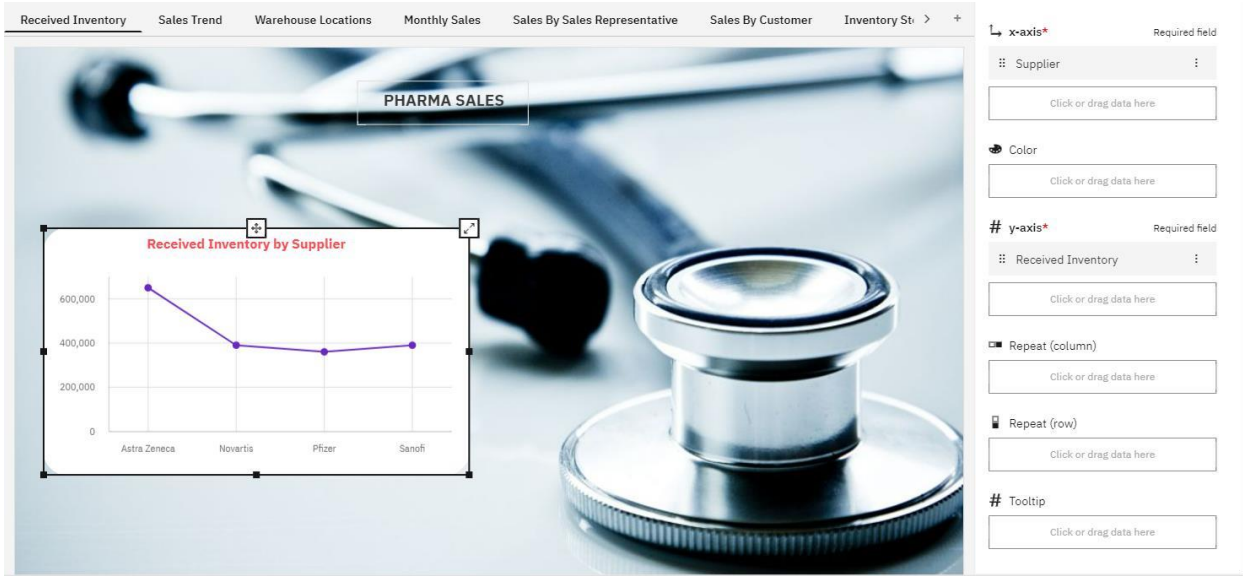 Received Inventory Sales Trend Warehouse Locations Monthly Sales Sales By Sales Representative Sales By Customer Inventory St
PHARMA SALES
Received Inventory by Supplier
600,000
400,000
200,000
0
Astra Zeneca Novartis Pfizer Sanofi
x-axis* Required field
Supplier
Click or drag data here
Color
Click or drag data here
# y-axis* Required field
Received Inventory
Click or drag data here
Repeat (column)
Click or drag data here
Repeat (row)
Click or drag data here
# Tooltip
Click or drag data here